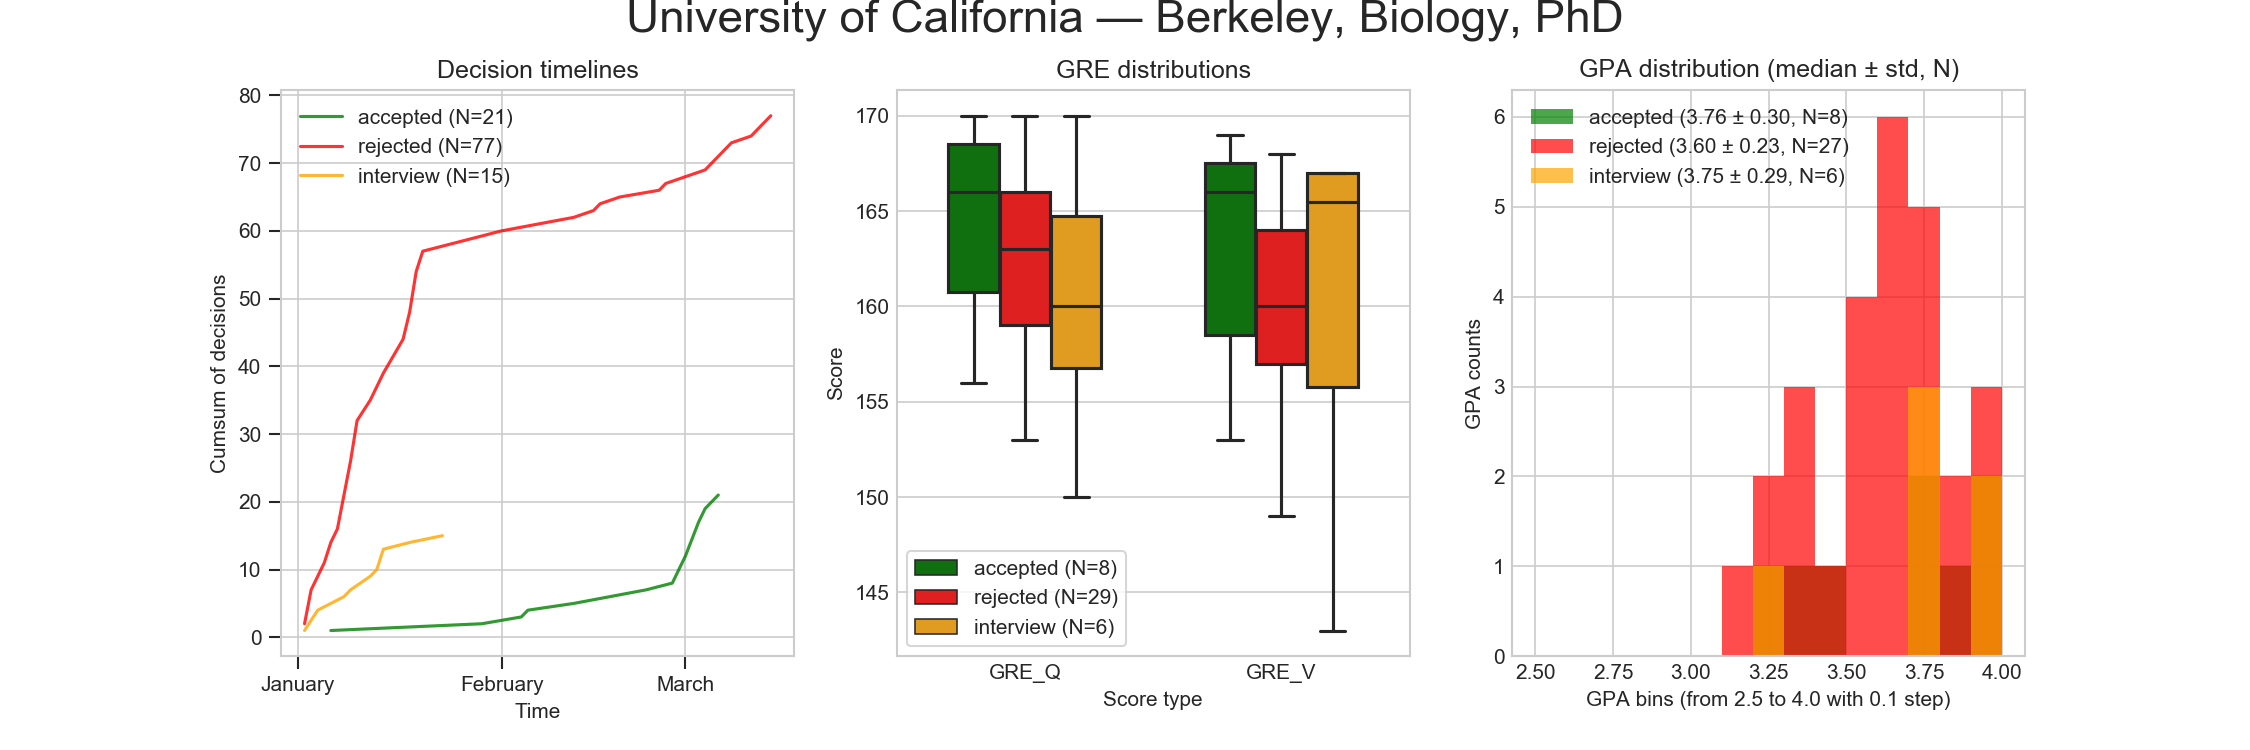 University of California — Berkeley, Biology, PhD
Decision timelines
80
70
60
50
40
30
20
10
0
Cumsum of decisions
accepted (N=21)
rejected (N=77)
interview (N=15)
January
February
March
Time
GRE distributions
170
165
160
155
150
145
Score
accepted (N=8)
rejected (N=29)
interview (N=6)
GRE_Q
GRE_V
Score type
GPA distribution (median ± std, N)
6
5
4
3
2
1
0
GPA counts
accepted (3.76 ± 0.30, N=8)
rejected (3.60 ± 0.23, N=27)
interview (3.75 ± 0.29, N=6)
2.50
2.75
3.00
3.25
3.50
3.75
4.00
GPA bins (from 2.5 to 4.0 with 0.1 step)